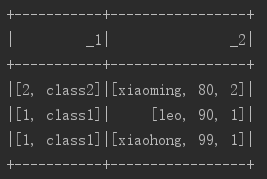 +-----------+-----------------+
|         _1|               _2|
+-----------+-----------------+
|[2, class2]|[xiaoming, 80, 2]|
|[1, class1]|     [leo, 90, 1]|
|[1, class1]|[xiaohong, 99, 1]|
+-----------+-----------------+